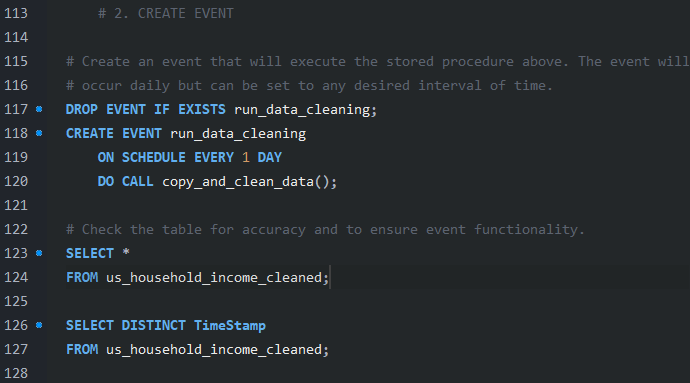 113     # 2. CREATE EVENT
114
115 # Create an event that will execute the stored procedure above. The event will
116 # occur daily but can be set to any desired interval of time.
117 DROP EVENT IF EXISTS run_data_cleaning;
118 CREATE EVENT run_data_cleaning
119     ON SCHEDULE EVERY 1 DAY
120     DO CALL copy_and_clean_data();
121
122 # Check the table for accuracy and to ensure event functionality.
123 SELECT *
124 FROM us_household_income_cleaned;
125
126 SELECT DISTINCT TimeStamp
127 FROM us_household_income_cleaned;
128